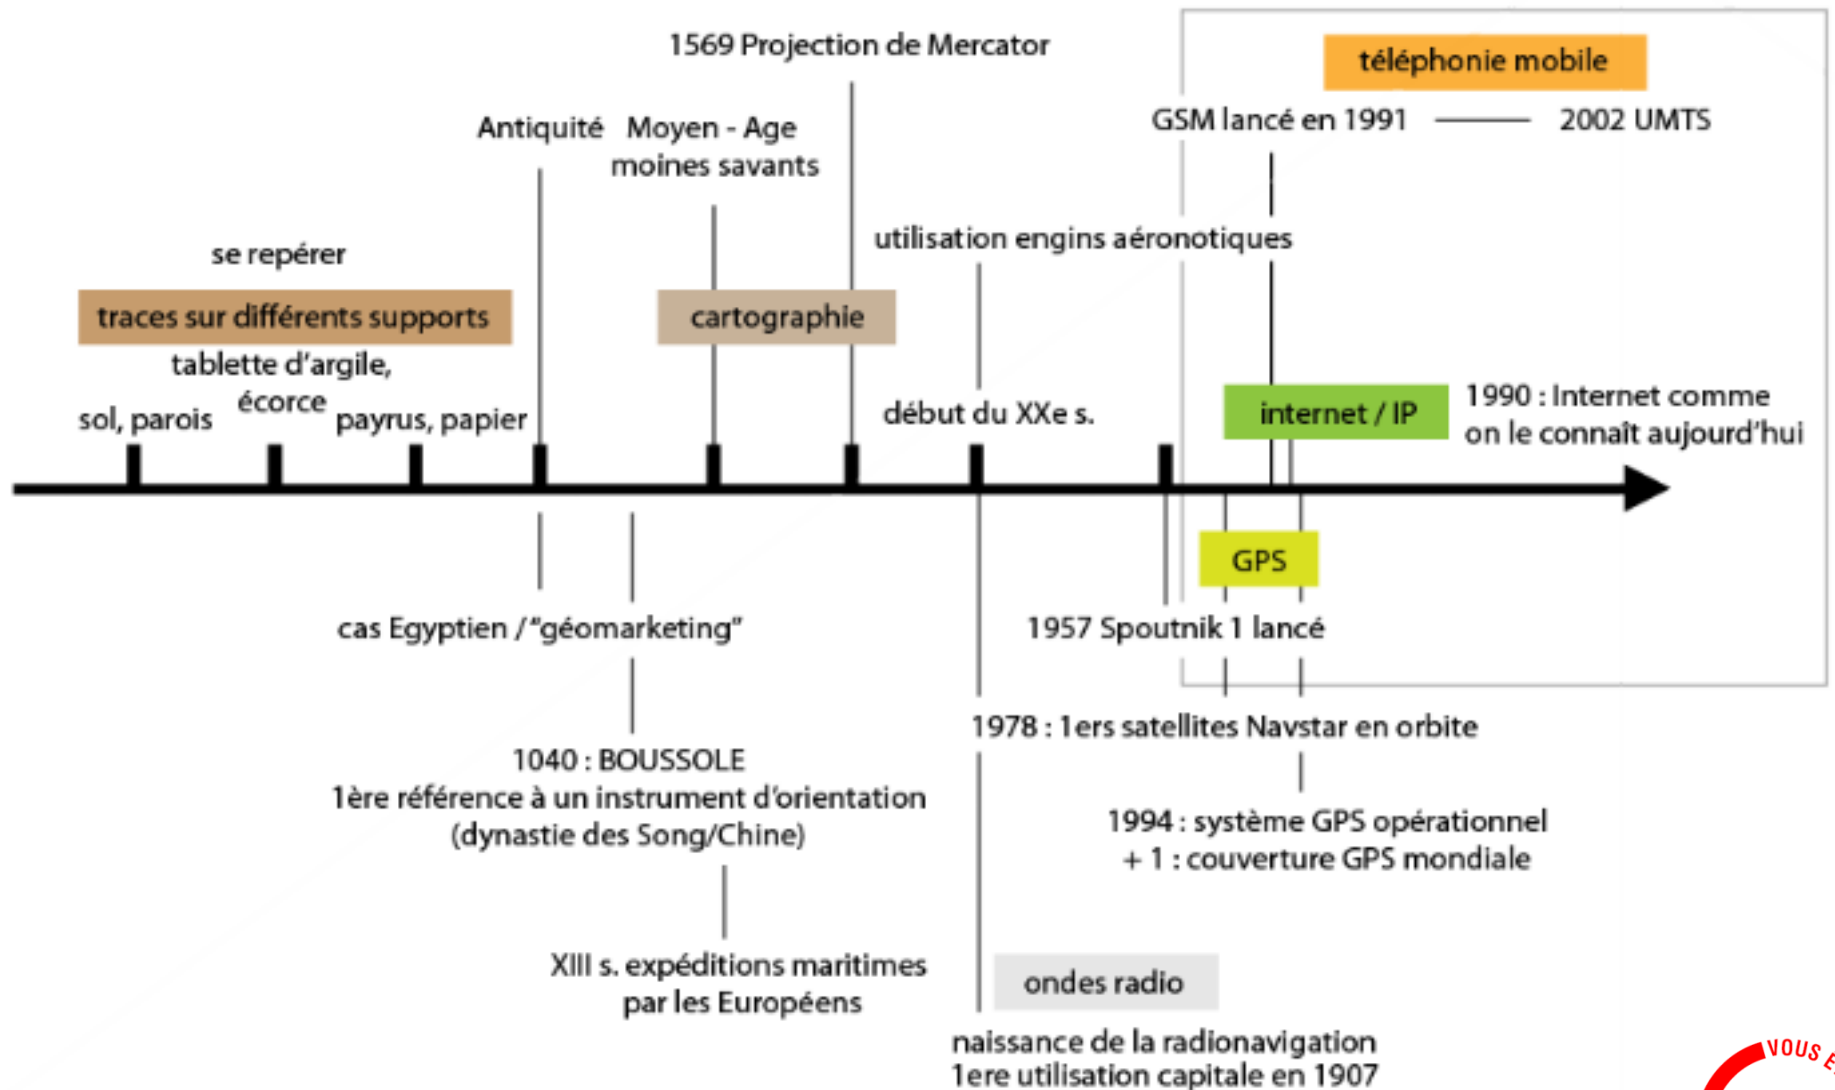 1569 Projection de Mercator
téléphonie mobile
GSM lancé en 1991
2002 UMTS
Antiquité
Moyen - Age
moines savants
utilisation engins aéronotiques
se repérer
traces sur différents supports
cartographie
tablette d'argile,
écorce
sol, parois
payrus, papier
début du XXe s.
internet / IP
1990 : Internet comme
on le connaît aujourd'hui
GPS
cas Egyptien / "géomarketing"
1957 Spoutnik 1 lancé
1978 : 1ers satellites Navstar en orbite
1040 : BOUSSOLE
1ère référence à un instrument d'orientation
(dynastie des Song/Chine)
1994 : système GPS opérationnel
+ 1 : couverture GPS mondiale
XIII s. expéditions maritimes
par les Européens
ondes radio
naissance de la radionavigation
1ere utilisation capitale en 1907
VOUS